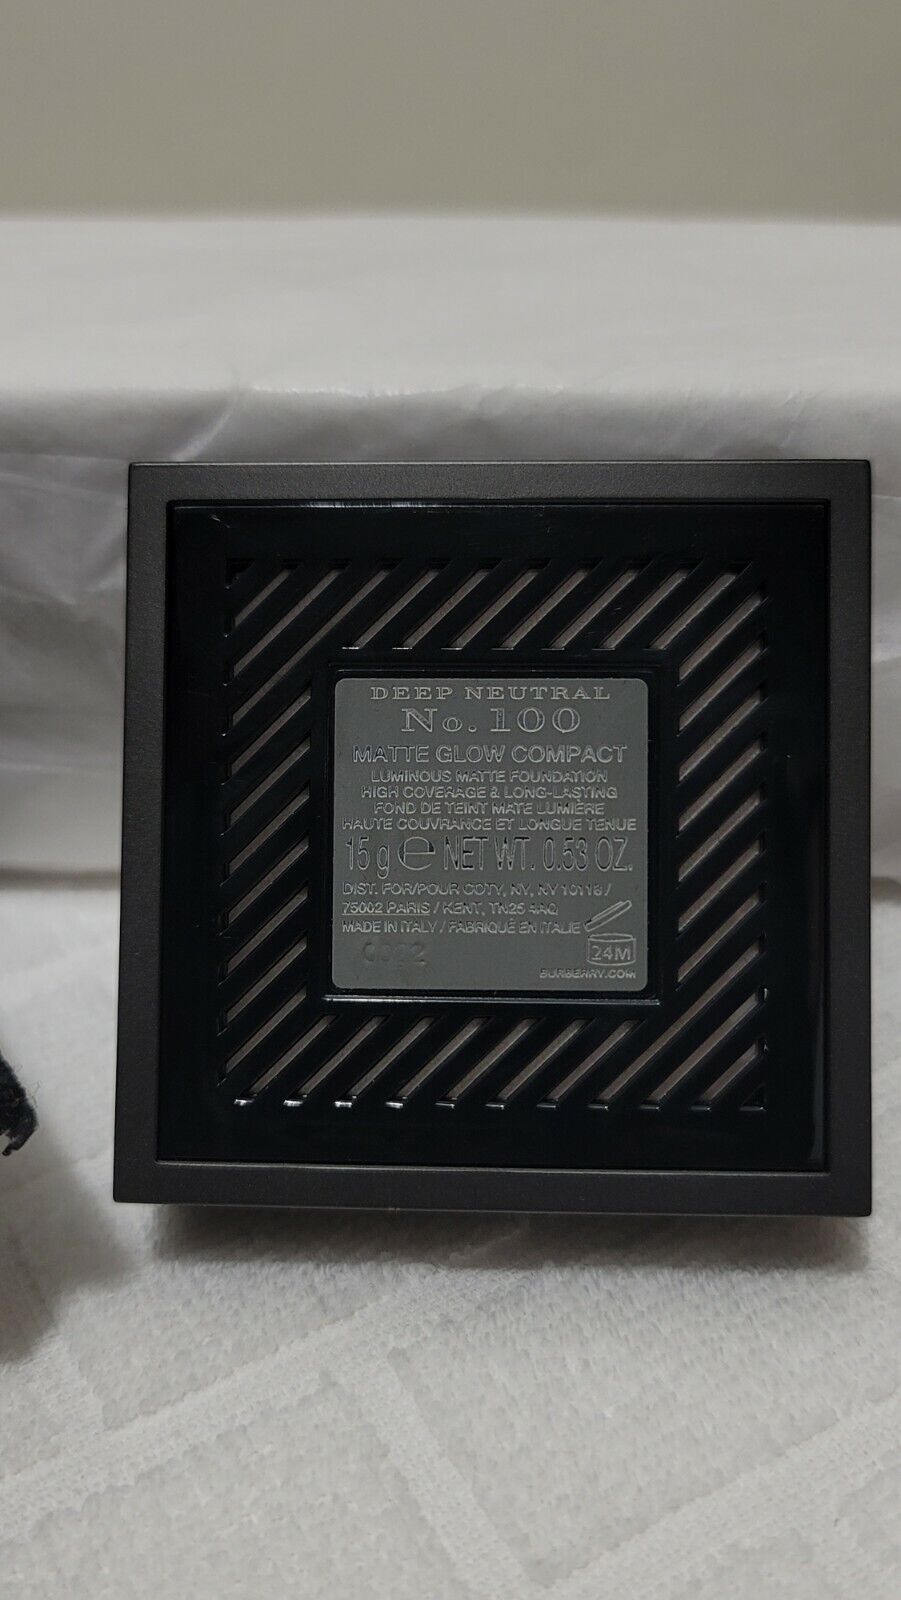 DEEP NEUTRAL
No. 100
MATTE GLOW COMPACT
LUMINOUS MATTE FOUNDATION
HIGH COVERAGE & LONG-LASTING
FOND DE TEINT MATE LUMIÈRE
HAUTE COUVRANCE ET LONGUE TENUE
15 g e NET WT. 0.53 OZ.
DIST. FOR/POUR COTY, NY, NY 10118 /
75002 PARIS / KENT, TN25 4AQ
MADE IN ITALY / FABRIQUÉ EN ITALIE
24M
BURBERRY.COM